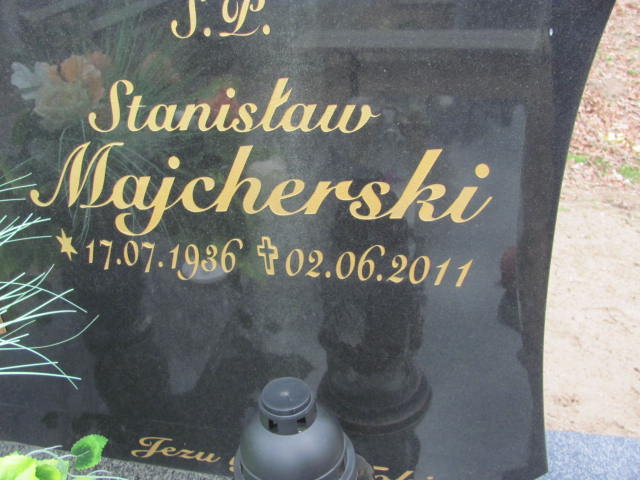 Ś.P.
Stanisław
Majcherski
* 17.07.1936 ✝ 02.06.2011
Jezu